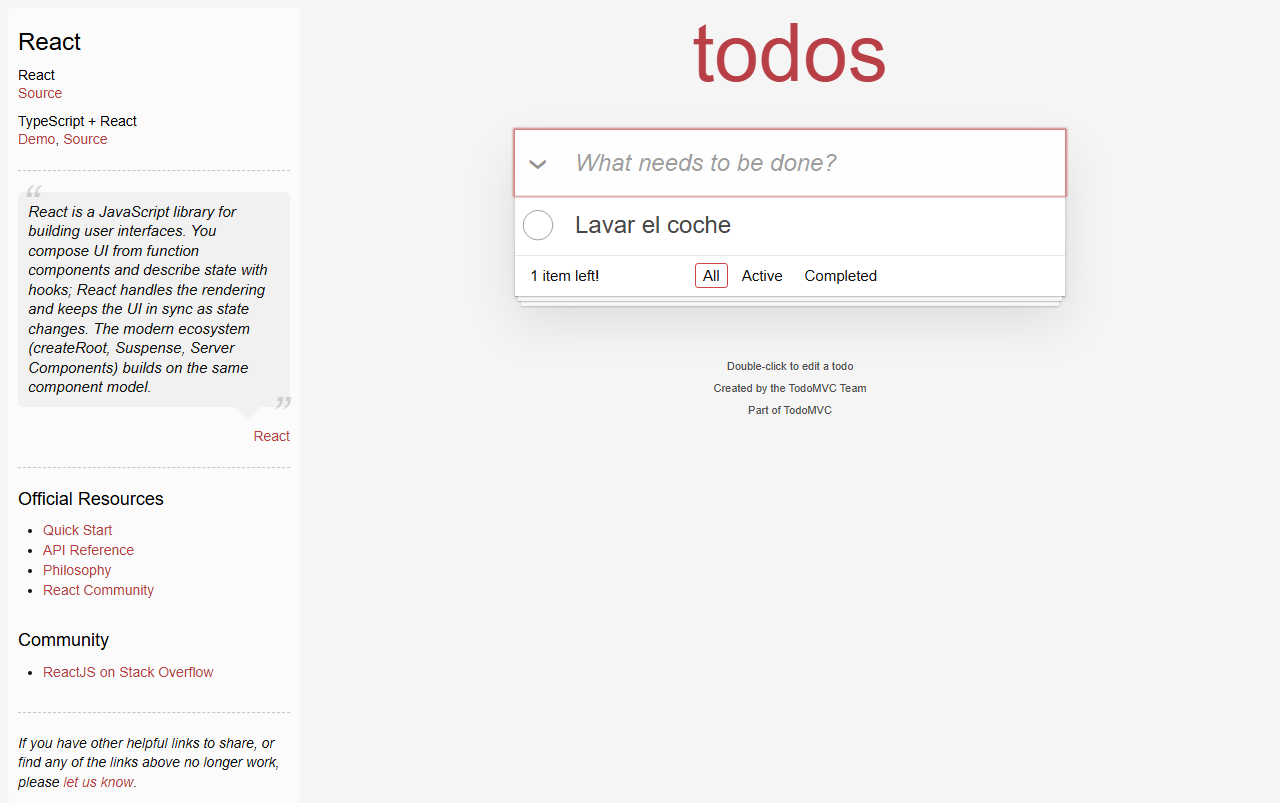 React
React
Source
TypeScript + React
Demo, Source
“
React is a JavaScript library for
building user interfaces. You
compose UI from function
components and describe state with
hooks; React handles the rendering
and keeps the UI in sync as state
changes. The modern ecosystem
(createRoot, Suspense, Server
Components) builds on the same
component model.
”
React
Official Resources
• Quick Start
• API Reference
• Philosophy
• React Community
Community
• ReactJS on Stack Overflow
If you have other helpful links to share, or
find any of the links above no longer work,
please let us know.
todos
What needs to be done?
Lavar el coche
1 item left! All Active Completed
Double-click to edit a todo
Created by the TodoMVC Team
Part of TodoMVC